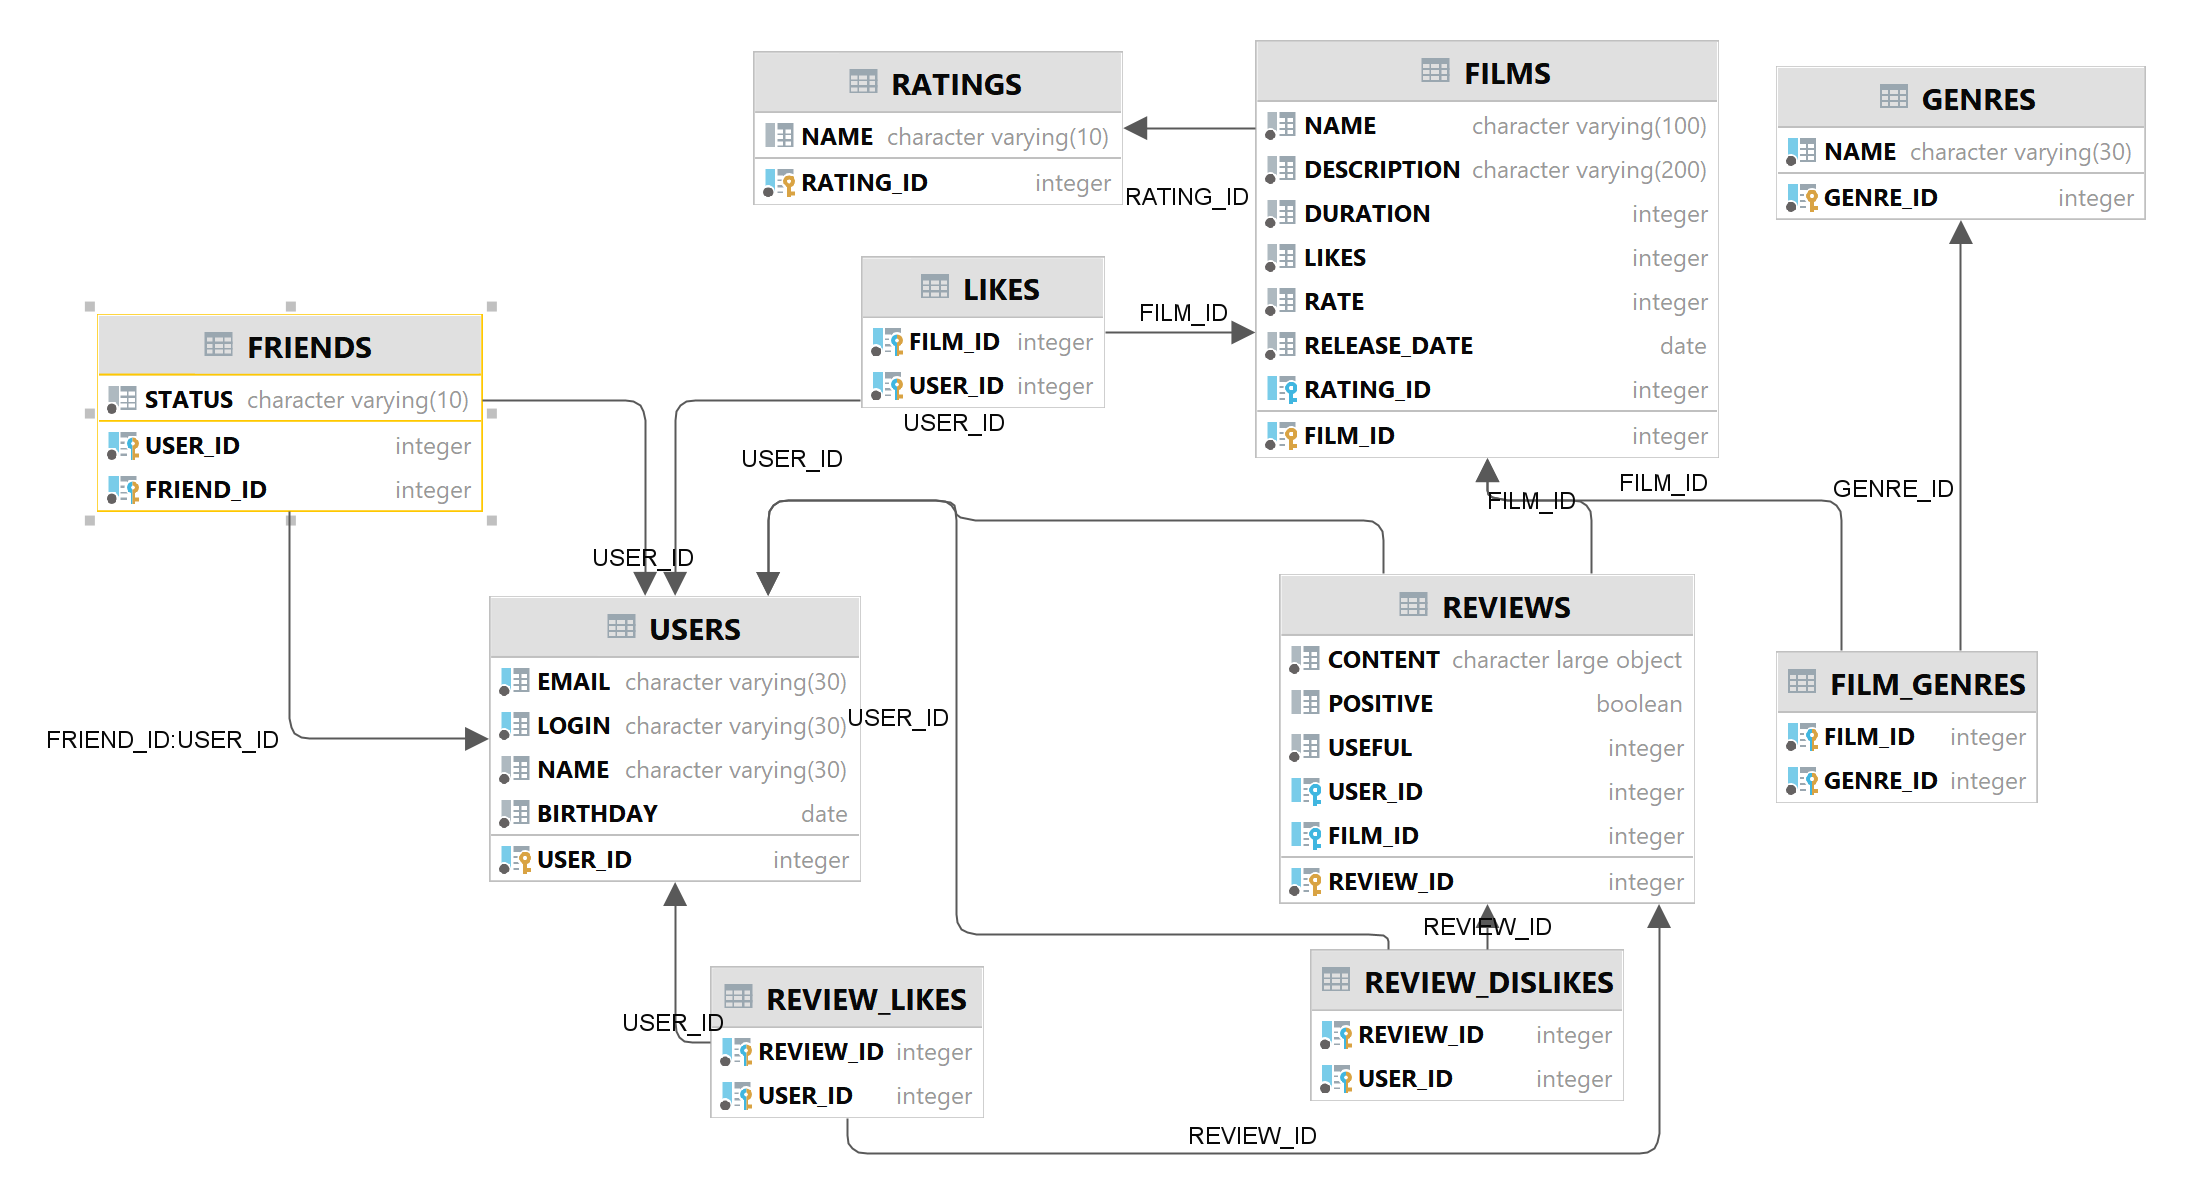 RATINGS
NAME character varying(10)
RATING_ID integer
FILMS
NAME character varying(100)
DESCRIPTION character varying(200)
DURATION integer
LIKES integer
RATE integer
RELEASE_DATE date
RATING_ID integer
FILM_ID integer
GENRES
NAME character varying(30)
GENRE_ID integer
RATING_ID
LIKES
FILM_ID integer
USER_ID integer
FILM_ID
USER_ID
FRIENDS
STATUS character varying(10)
USER_ID integer
FRIEND_ID integer
USER_ID
FILM_ID
FILM_ID
GENRE_ID
USER_ID
USERS
EMAIL character varying(30)
LOGIN character varying(30)
NAME character varying(30)
BIRTHDAY date
USER_ID integer
USER_ID
FRIEND_ID:USER_ID
REVIEWS
CONTENT character large object
POSITIVE boolean
USEFUL integer
USER_ID integer
FILM_ID integer
REVIEW_ID integer
FILM_GENRES
FILM_ID integer
GENRE_ID integer
REVIEW_ID
REVIEW_LIKES
REVIEW_ID integer
USER_ID integer
USER_ID
REVIEW_DISLIKES
REVIEW_ID integer
USER_ID integer
REVIEW_ID